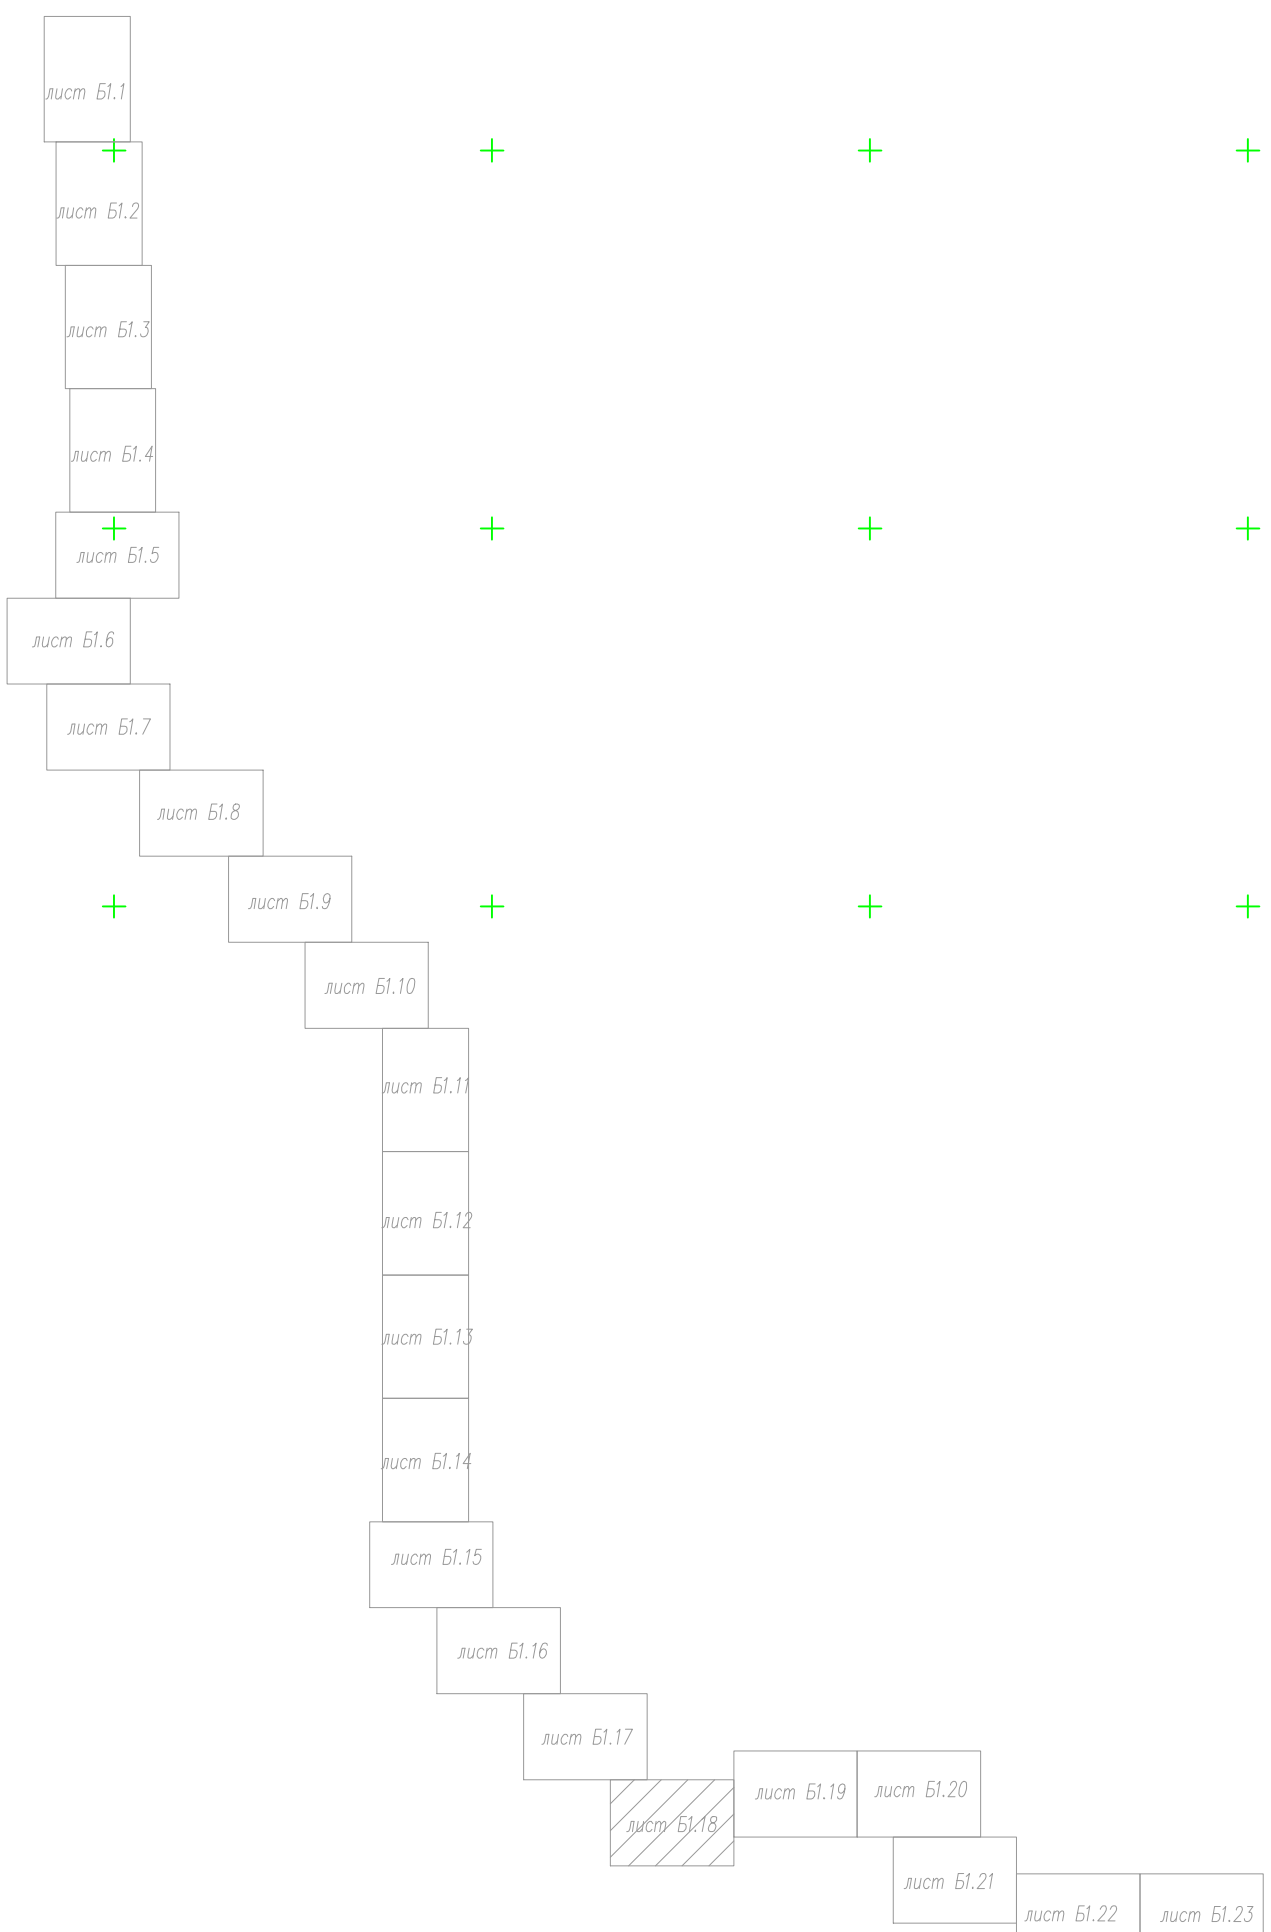 лист Б1.1
лист Б1.2
лист Б1.3
лист Б1.4
лист Б1.5
лист Б1.6
лист Б1.7
лист Б1.8
лист Б1.9
лист Б1.10
лист Б1.11
лист Б1.12
лист Б1.13
лист Б1.14
лист Б1.15
лист Б1.16
лист Б1.17
лист Б1.18
лист Б1.19
лист Б1.20
лист Б1.21
лист Б1.22
лист Б1.23